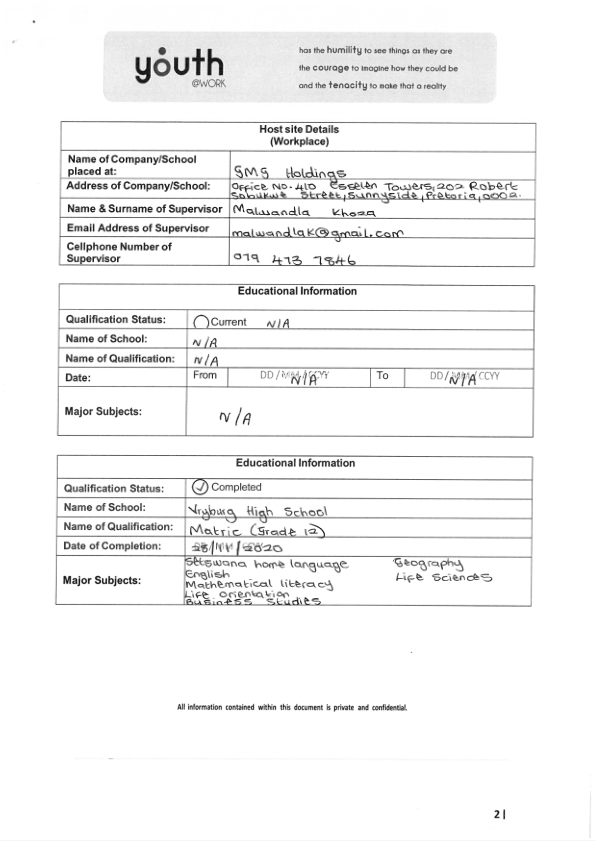 youth
@WORK
has the humility to see things as they are
the courage to imagine how they could be
and the tenacity to make that a reality
Host site Details
(Workplace)
Name of Company/School placed at: SMS Holdings
Address of Company/School: Office No. 410 Esselen Towers, 202 Robert
Sobukwe Street, Sunnyside, Pretoria, 0002.
Name & Surname of Supervisor Malwandla Khoza
Email Address of Supervisor malwandlak@gmail.com
Cellphone Number of Supervisor 079 473 7846
Educational Information
Qualification Status: Current N/A
Name of School: N/A
Name of Qualification: N/A
Date: From DD/MM/CCYY N/A To DD/MM/CCYY N/A
Major Subjects: N/A
Educational Information
Qualification Status: ✓ Completed
Name of School: Vryburg High School
Name of Qualification: Matric (Grade 12)
Date of Completion: / /2020
Major Subjects:
Setswana home language
English
Mathematical literacy
Life Orientation
Business Studies
Geography
Life Sciences
All information contained within this document is private and confidential.
2|